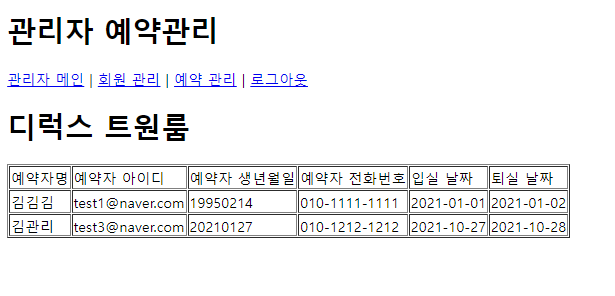 관리자 예약관리
관리자 메인 | 회원 관리 | 예약 관리 | 로그아웃
디럭스 트윈룸
예약자명 예약자 아이디 예약자 생년월일 예약자 전화번호 입실 날짜 퇴실 날짜
김김김 test1@naver.com 19950214 010-1111-1111 2021-01-01 2021-01-02
김관리 test3@naver.com 20210127 010-1212-1212 2021-10-27 2021-10-28